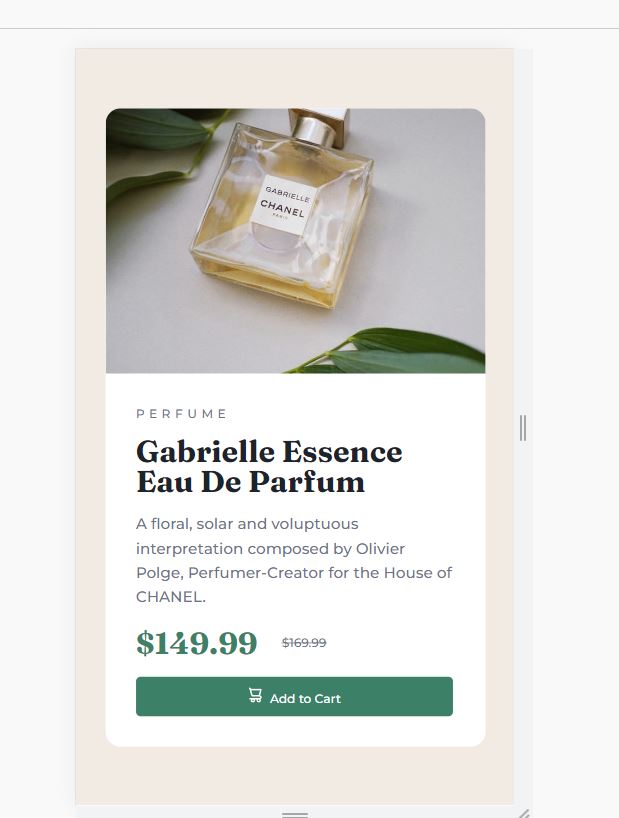 GABRIELLE
CHANEL
PARIS
PERFUME
Gabrielle Essence
Eau De Parfum
A floral, solar and voluptuous
interpretation composed by Olivier
Polge, Perfumer-Creator for the House of
CHANEL.
$149.99 $169.99
Add to Cart